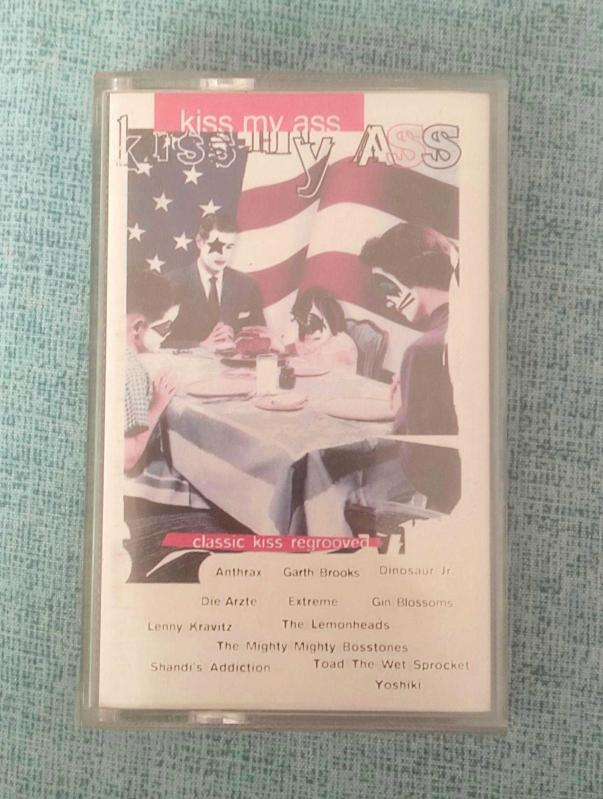 kiss my ass
kiss my ASS
classic kiss regrooved
Anthrax Garth Brooks Dinosaur Jr.
Die Arzte Extreme Gin Blossoms
Lenny Kravitz The Lemonheads
The Mighty Mighty Bosstones
Shandi's Addiction Toad The Wet Sprocket
Yoshiki